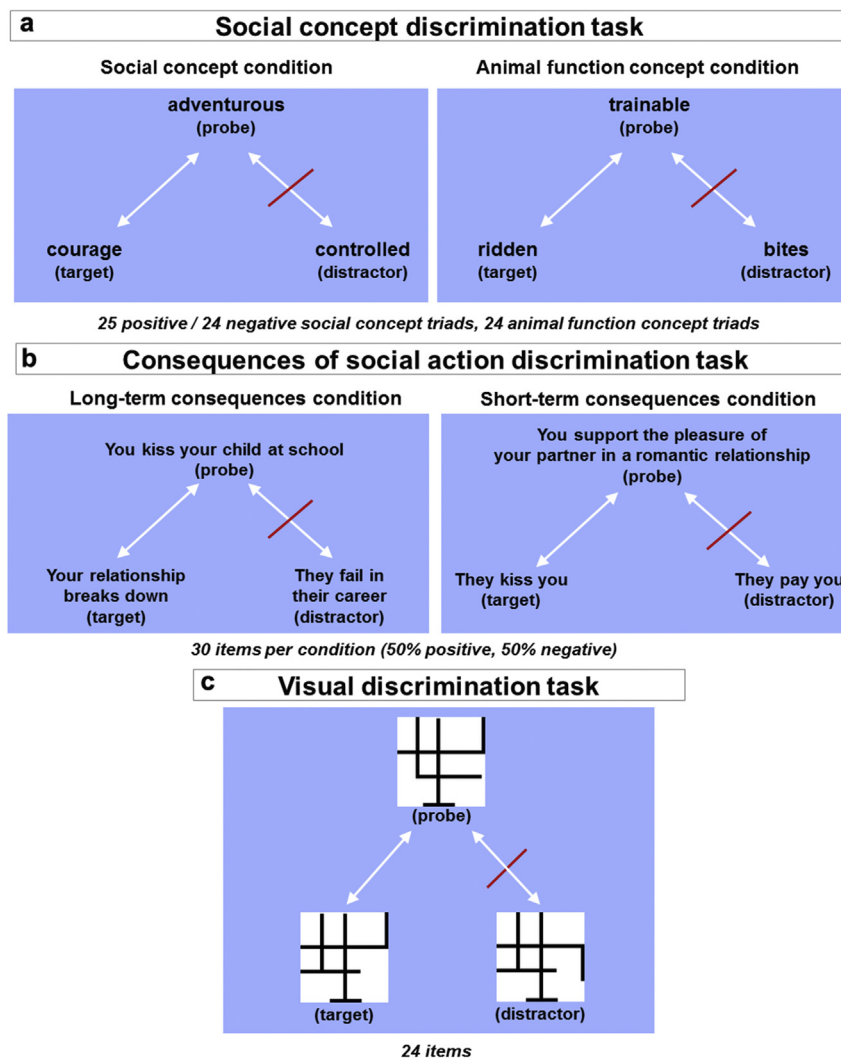 a
Social concept discrimination task
Social concept condition
Animal function concept condition
adventurous
(probe)
courage
(target)
controlled
(distractor)
trainable
(probe)
ridden
(target)
bites
(distractor)
25 positive / 24 negative social concept triads, 24 animal function concept triads
b
Consequences of social action discrimination task
Long-term consequences condition
Short-term consequences condition
You kiss your child at school
(probe)
Your relationship
breaks down
(target)
They fail in
their career
(distractor)
You support the pleasure of
your partner in a romantic relationship
(probe)
They kiss you
(target)
They pay you
(distractor)
30 items per condition (50% positive, 50% negative)
c
Visual discrimination task
(probe)
(target)
(distractor)
24 items